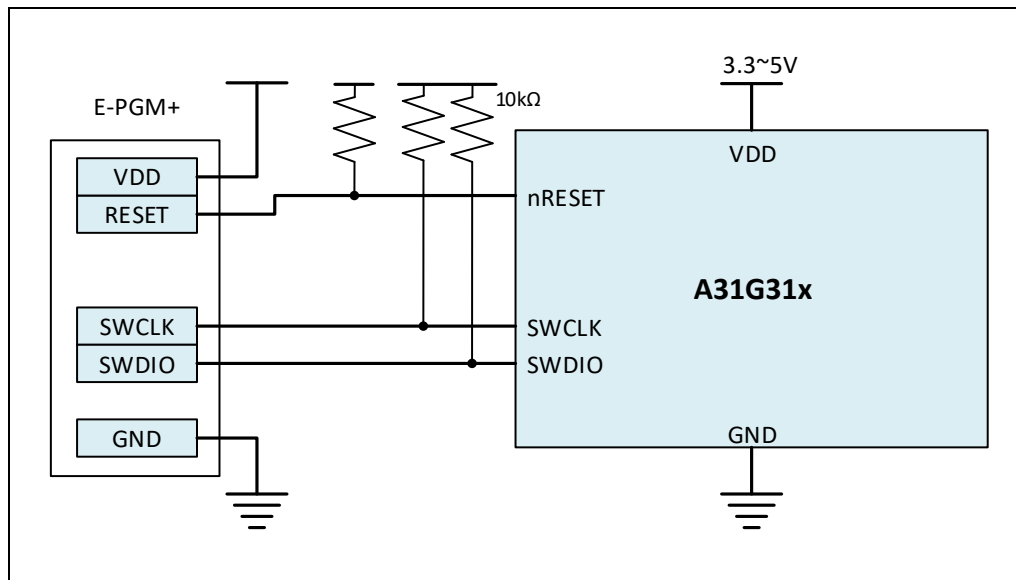 3.3~5V
E-PGM+
10kΩ
VDD
VDD
RESET
nRESET
A31G31x
SWCLK
SWCLK
SWDIO
SWDIO
GND
GND